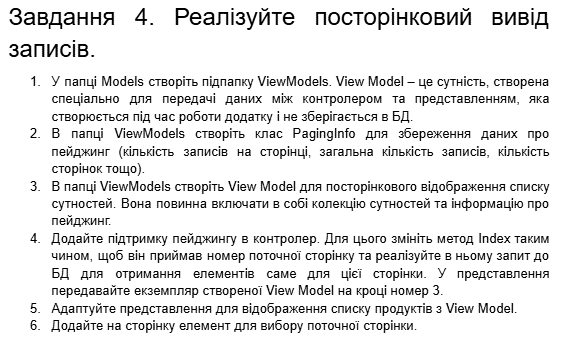 Завдання 4. Реалізуйте посторінковий вивід
записів.
1. У папці Models створіть підпапку ViewModels. View Model – це сутність, створена
спеціально для передачі даних між контролером та представленням, яка
створюється під час роботи додатку і не зберігається в БД.
2. В папці ViewModels створіть клас PagingInfo для збереження даних про
пейджинг (кількість записів на сторінці, загальна кількість записів, кількість
сторінок тощо).
3. В папці ViewModels створіть View Model для посторінкового відображення списку
сутностей. Вона повинна включати в собі колекцію сутностей та інформацію про
пейджинг.
4. Додайте підтримку пейджингу в контролер. Для цього змініть метод Index таким
чином, щоб він приймав номер поточної сторінку та реалізуйте в ньому запит до
БД для отримання елементів саме для цієї сторінки. У представлення
передавайте екземпляр створеної View Model на кроці номер 3.
5. Адаптуйте представлення для відображення списку продуктів з View Model.
6. Додайте на сторінку елемент для вибору поточної сторінки.